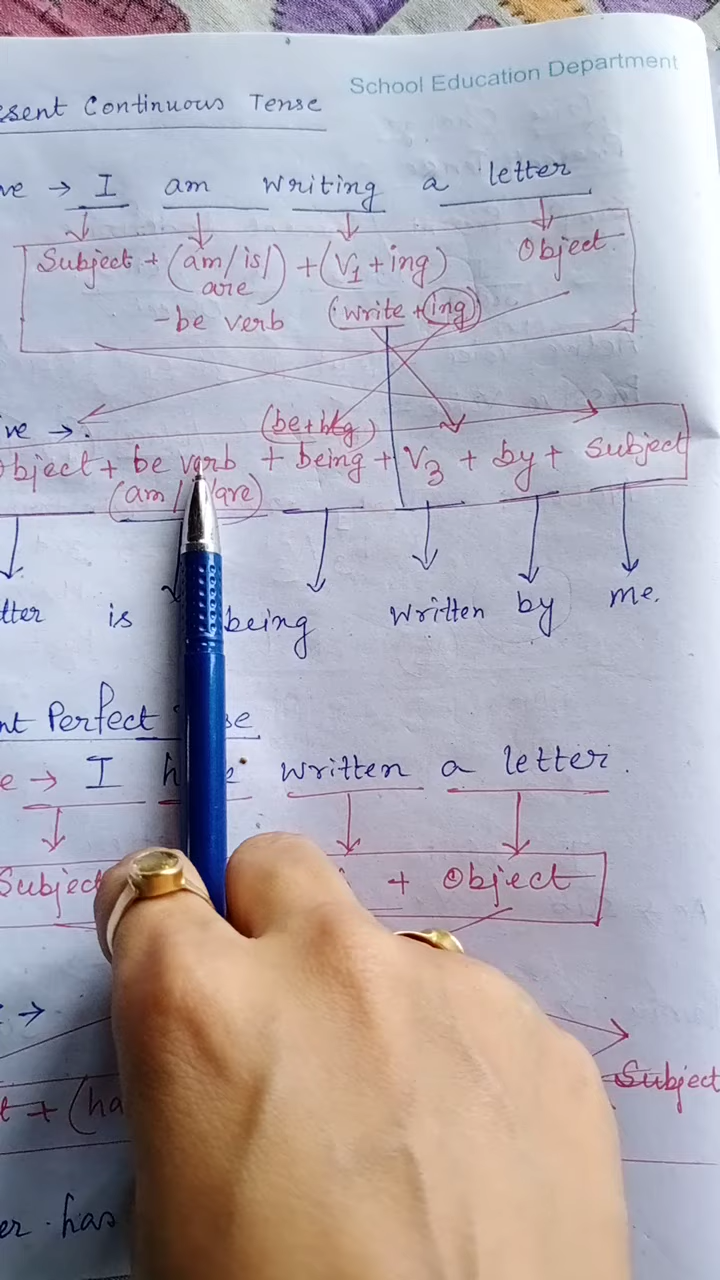 School Education Department
esent Continuous Tense
ve → I am writing a letter
Subject + (am/is/ + (V1 + ing) Object
are)
- be verb (write + ing)
ive →
(be+ing)
bject + be verb + being + V3 + by + Subject
(am/ /are)
tter is being written by me.
nt Perfect se
e → I h e written a letter.
Subject + Object
→
Subject
t + (ha
er has